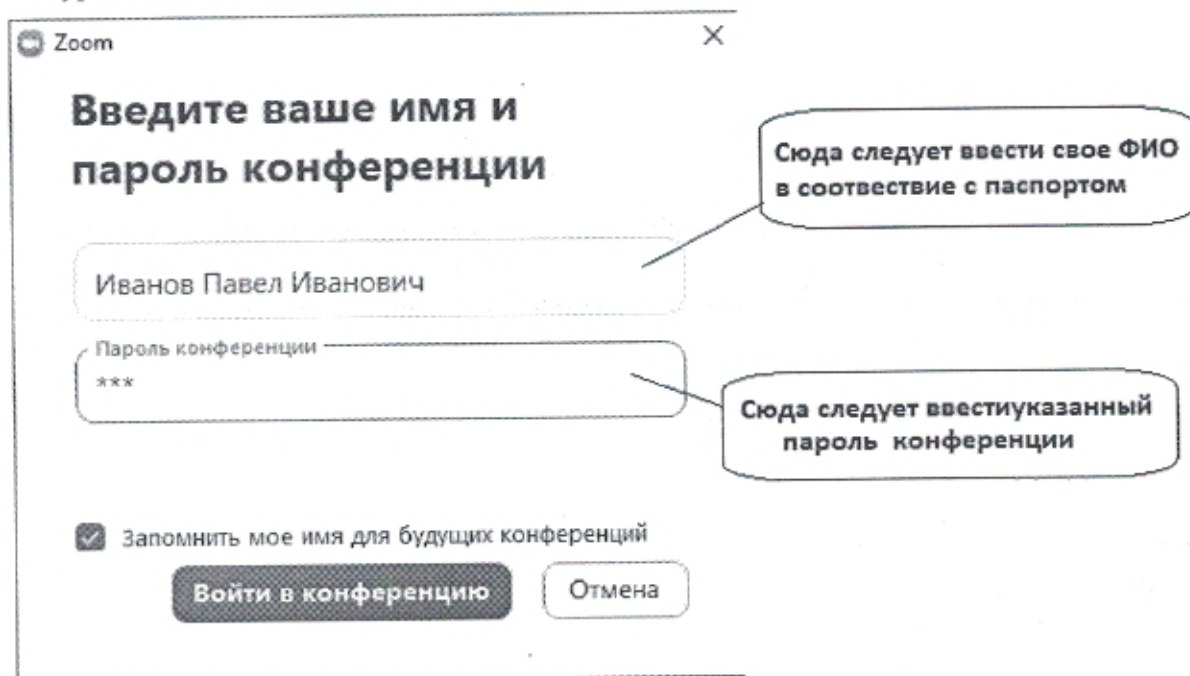 Zoom
Введите ваше имя и
пароль конференции
Сюда следует ввести свое ФИО
в соотвествие с паспортом
Иванов Павел Иванович
Пароль конференции
***
Сюда следует ввестиуказанный
пароль конференции
Запомнить мое имя для будущих конференций
Войти в конференцию
Отмена